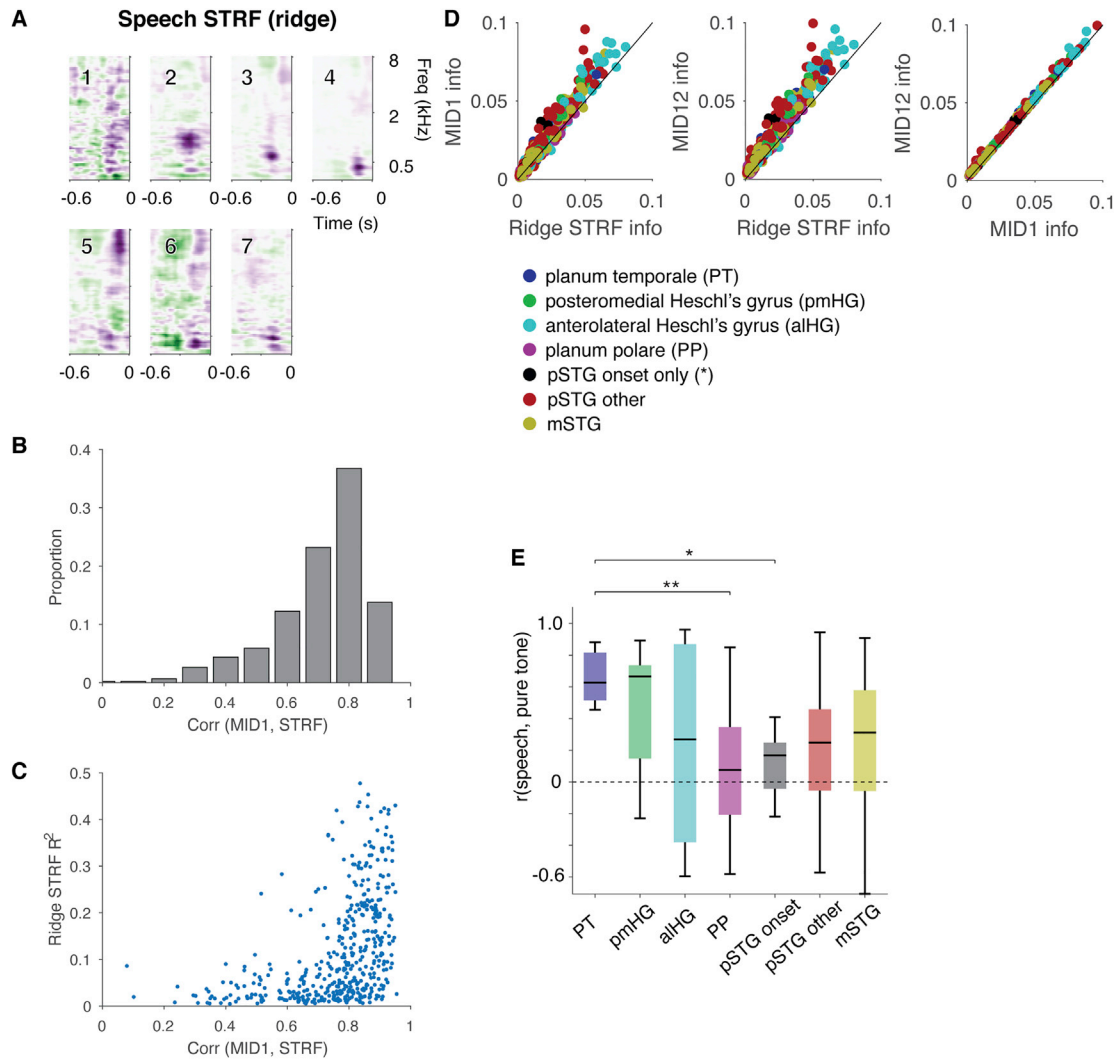 A
Speech STRF (ridge)
1
2
3
4
8
2
0.5
Freq (kHz)
-0.6
0
-0.6
0
-0.6
0
-0.6
0
Time (s)
5
6
7
-0.6
0
-0.6
0
-0.6
0
B
0.4
0.3
0.2
0.1
0
Proportion
0
0.2
0.4
0.6
0.8
1
Corr (MID1, STRF)
C
0.5
0.4
0.3
0.2
0.1
0
Ridge STRF R2
0
0.2
0.4
0.6
0.8
1
Corr (MID1, STRF)
D
0.1
0.05
0
MID1 info
0
0.05
0.1
Ridge STRF info
0.1
0.05
0
MID12 info
0
0.05
0.1
Ridge STRF info
0.1
0.05
0
MID12 info
0
0.05
0.1
MID1 info
planum temporale (PT)
posteromedial Heschl's gyrus (pmHG)
anterolateral Heschl's gyrus (alHG)
planum polare (PP)
pSTG onset only (*)
pSTG other
mSTG
E
*
**
1.0
0
-0.6
r(speech, pure tone)
PT
pmHG
alHG
PP
pSTG onset
pSTG other
mSTG